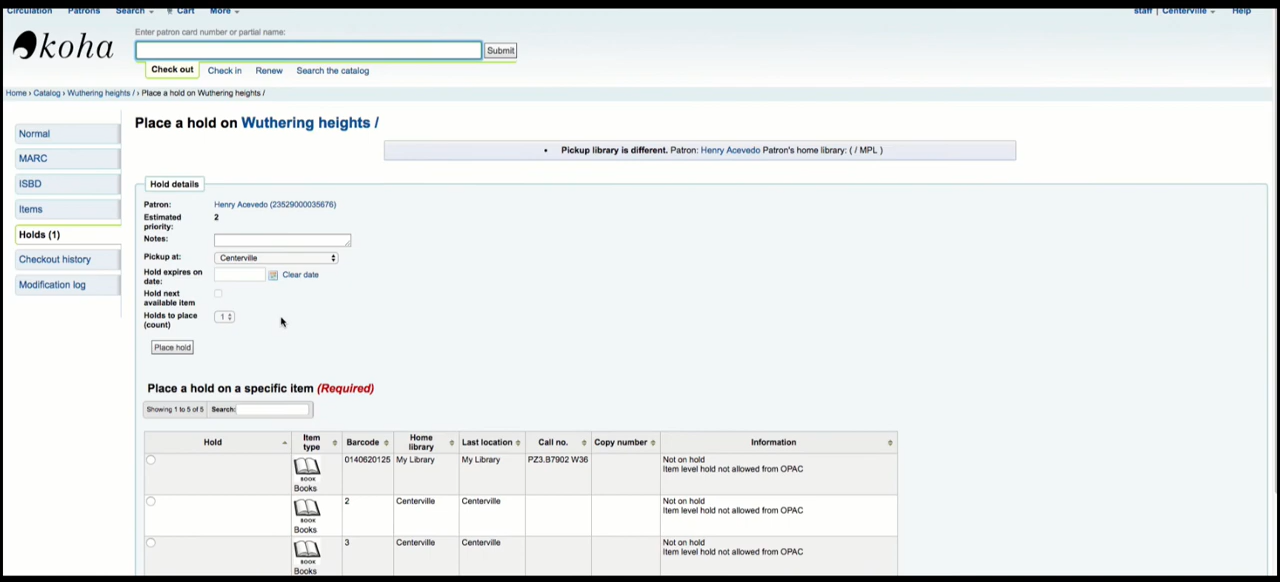 Circulation Patrons Search Cart More staff | Centerville Help
Enter patron card number or partial name:
koha
Submit
Check out Check in Renew Search the catalog
Home › Catalog › Wuthering heights / › Place a hold on Wuthering heights /
Normal
MARC
ISBD
Items
Holds (1)
Checkout history
Modification log
Place a hold on Wuthering heights /
• Pickup library is different. Patron: Henry Acevedo Patron's home library: ( / MPL )
Hold details
Patron: Henry Acevedo (23529000035676)
Estimated priority: 2
Notes:
Pickup at: Centerville
Hold expires on date: Clear date
Hold next available item
Holds to place (count) 1
Place hold
Place a hold on a specific item (Required)
Showing 1 to 5 of 5 Search:
Hold Item type Barcode Home library Last location Call no. Copy number Information
BOOK Books 0140620125 My Library My Library PZ3.B7902 W36 Not on hold
Item level hold not allowed from OPAC
BOOK Books 2 Centerville Centerville Not on hold
Item level hold not allowed from OPAC
BOOK Books 3 Centerville Centerville Not on hold
Item level hold not allowed from OPAC